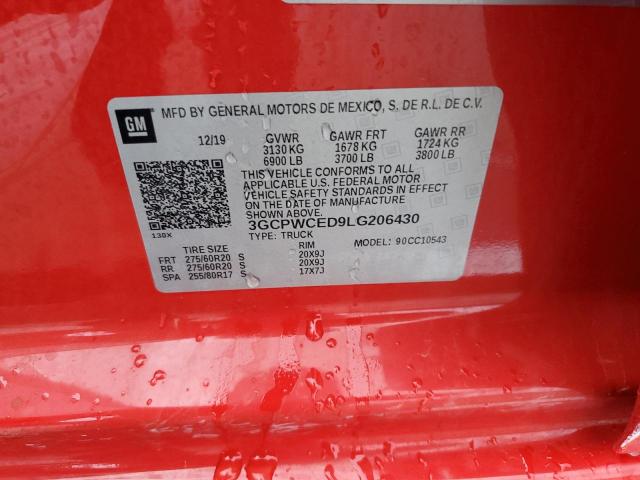 GM
MFD BY GENERAL MOTORS DE MEXICO, S. DE R.L. DE C.V.
12/19 GVWR GAWR FRT GAWR RR
3130 KG 1678 KG 1724 KG
6900 LB 3700 LB 3800 LB
THIS VEHICLE CONFORMS TO ALL
APPLICABLE U.S. FEDERAL MOTOR
VEHICLE SAFETY STANDARDS IN EFFECT
ON THE DATE OF MANUFACTURE SHOWN
ABOVE.
3GCPWCED9LG206430
138X
TYPE: TRUCK
MODEL: 90CC10543
TIRE SIZE RIM
FRT 275/60R20 S 20X9J
RR 275/60R20 S 20X9J
SPA 255/80R17 S 17X7J